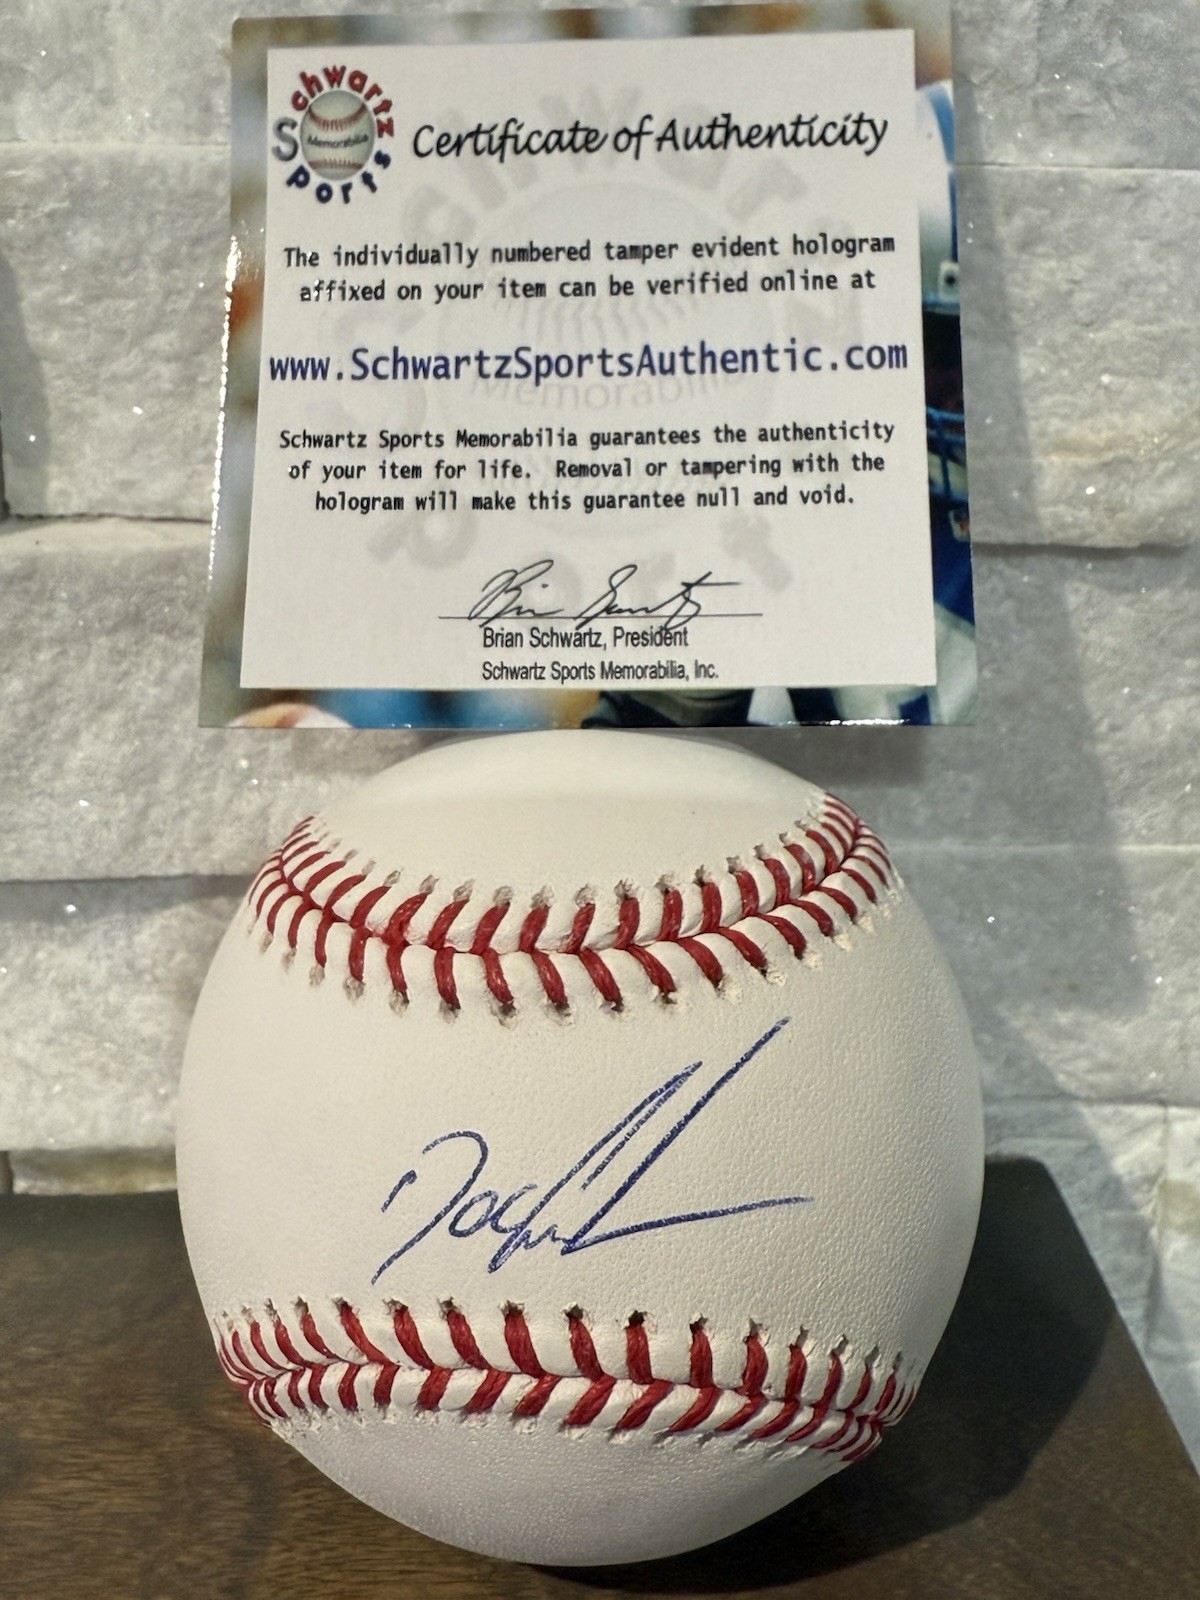 Schwartz
Sports
Memorabilia
Certificate of Authenticity
The individually numbered tamper evident hologram
affixed on your item can be verified online at
www.SchwartzSportsAuthentic.com
Schwartz Sports Memorabilia guarantees the authenticity
of your item for life. Removal or tampering with the
hologram will make this guarantee null and void.
Brian Schwartz
Brian Schwartz, President
Schwartz Sports Memorabilia, Inc.